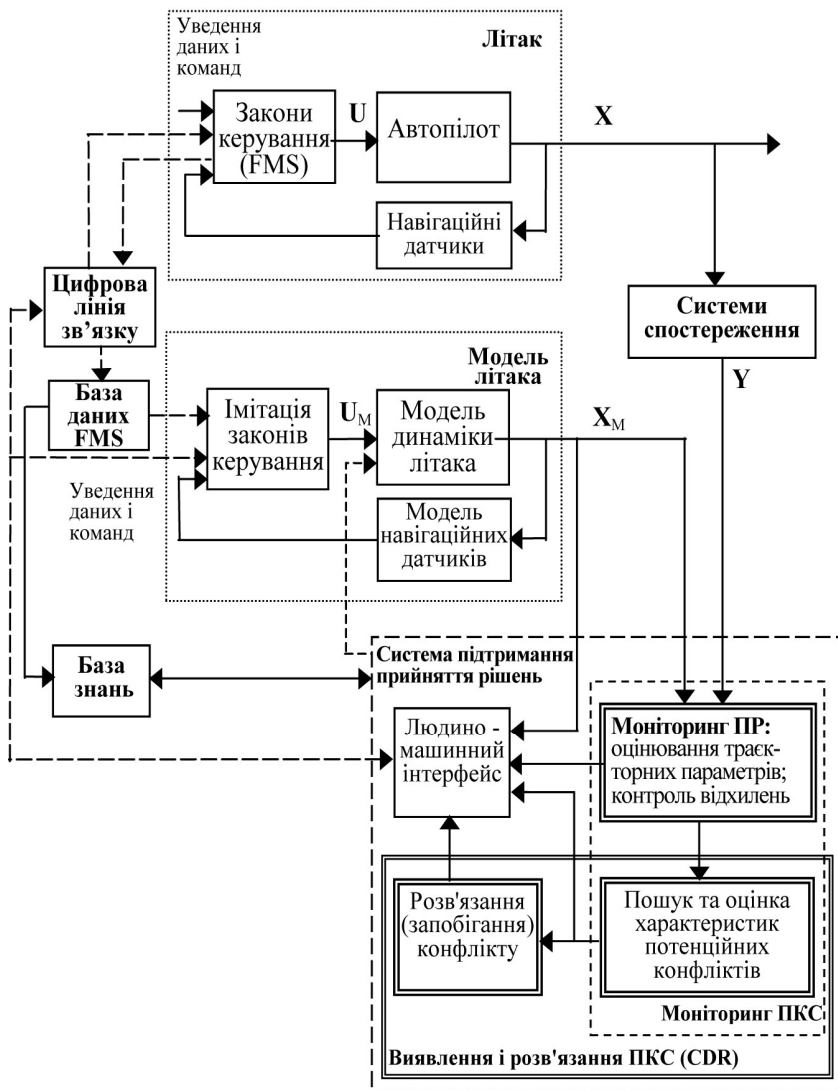 Уведення
даних і
команд
Літак
Закони
керування
(FMS)
U
Автопілот
X
Навігаційні
датчики
Цифрова
лінія
зв’язку
Системи
спостереження
Y
База
даних
FMS
Модель
літака
Імітація
законів
керування
U_M
Модель
динаміки
літака
X_M
Уведення
даних і
команд
Модель
навігаційних
датчиків
База
знань
Система підтримання
прийняття рішень
Людино -
машинний
інтерфейс
Моніторинг ПР:
оцінювання траєк-
торних параметрів;
контроль відхилень
Розв'язання
(запобігання)
конфлікту
Пошук та оцінка
характеристик
потенційних
конфліктів
Моніторинг ПКС
Виявлення і розв'язання ПКС (CDR)